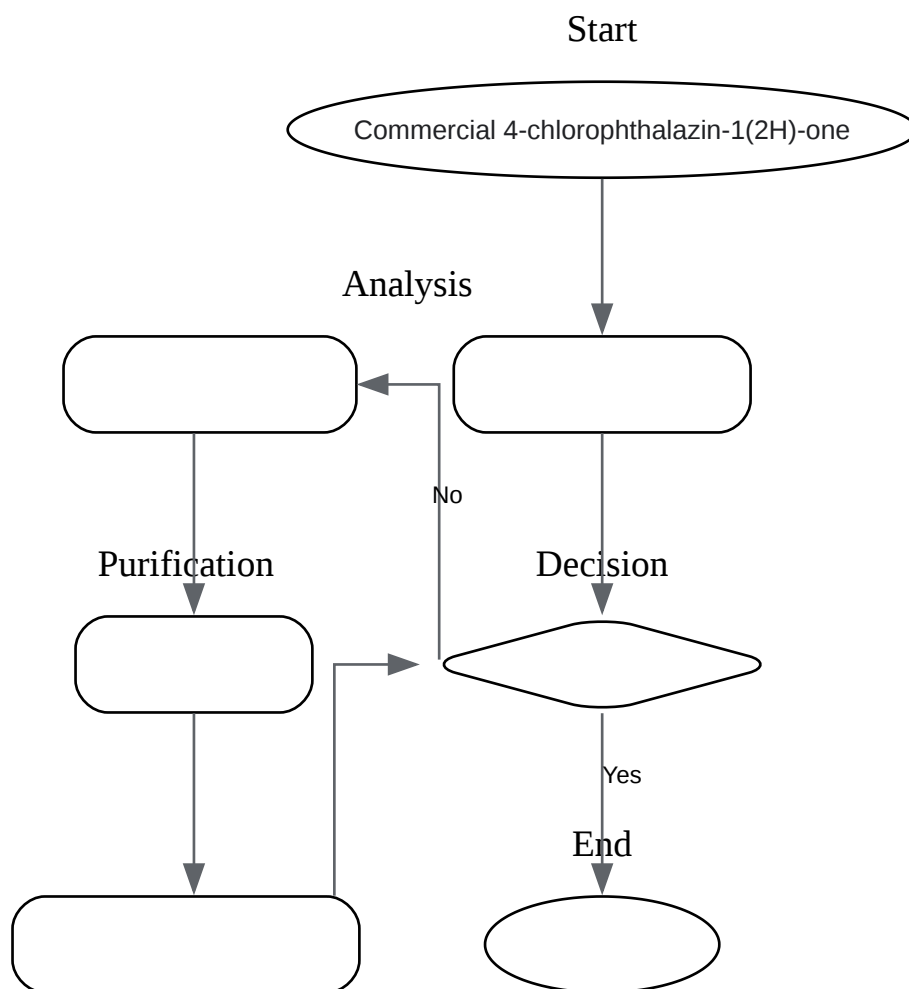 Start
Commercial 4-chlorophthalazin-1(2H)-one
Analysis
No
Purification
Decision
Yes
End